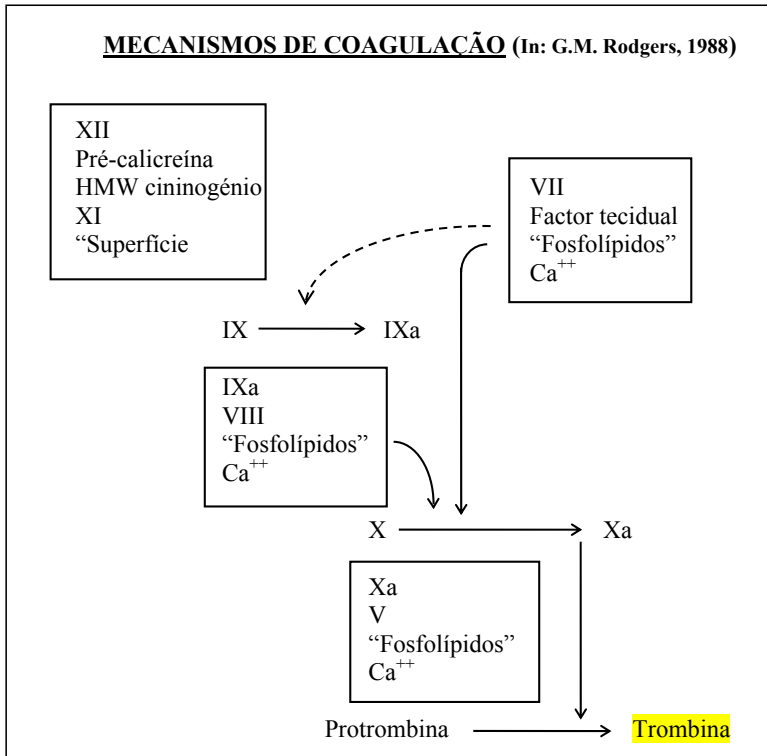 MECANISMOS DE COAGULAÇÃO (In: G.M. Rodgers, 1988)
XII
Pré-calicreína
HMW cininogénio
XI
“Superfície
VII
Factor tecidual
“Fosfolípidos”
Ca++
IX IXa
IXa
VIII
“Fosfolípidos”
Ca++
X Xa
Xa
V
“Fosfolípidos”
Ca++
Protrombina Trombina